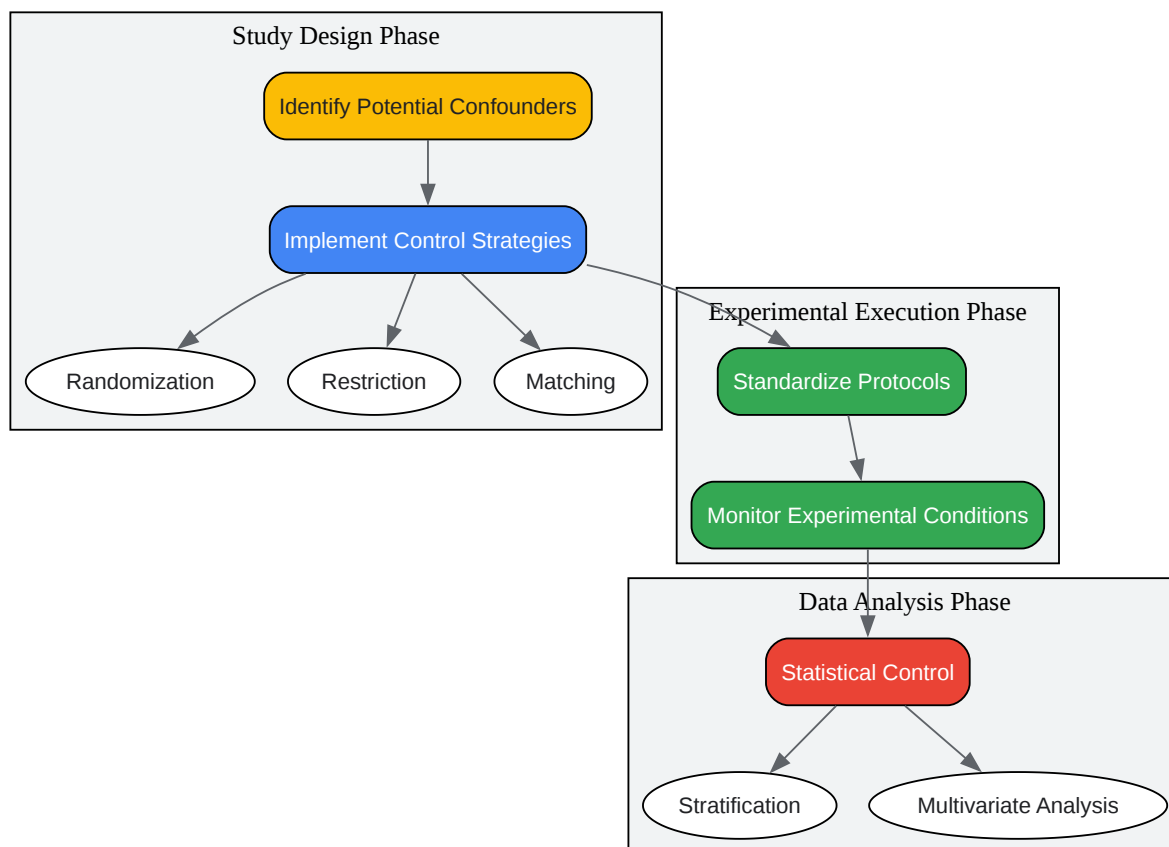 Study Design Phase
Identify Potential Confounders
Implement Control Strategies
Randomization
Restriction
Matching
Experimental Execution Phase
Standardize Protocols
Monitor Experimental Conditions
Data Analysis Phase
Statistical Control
Stratification
Multivariate Analysis